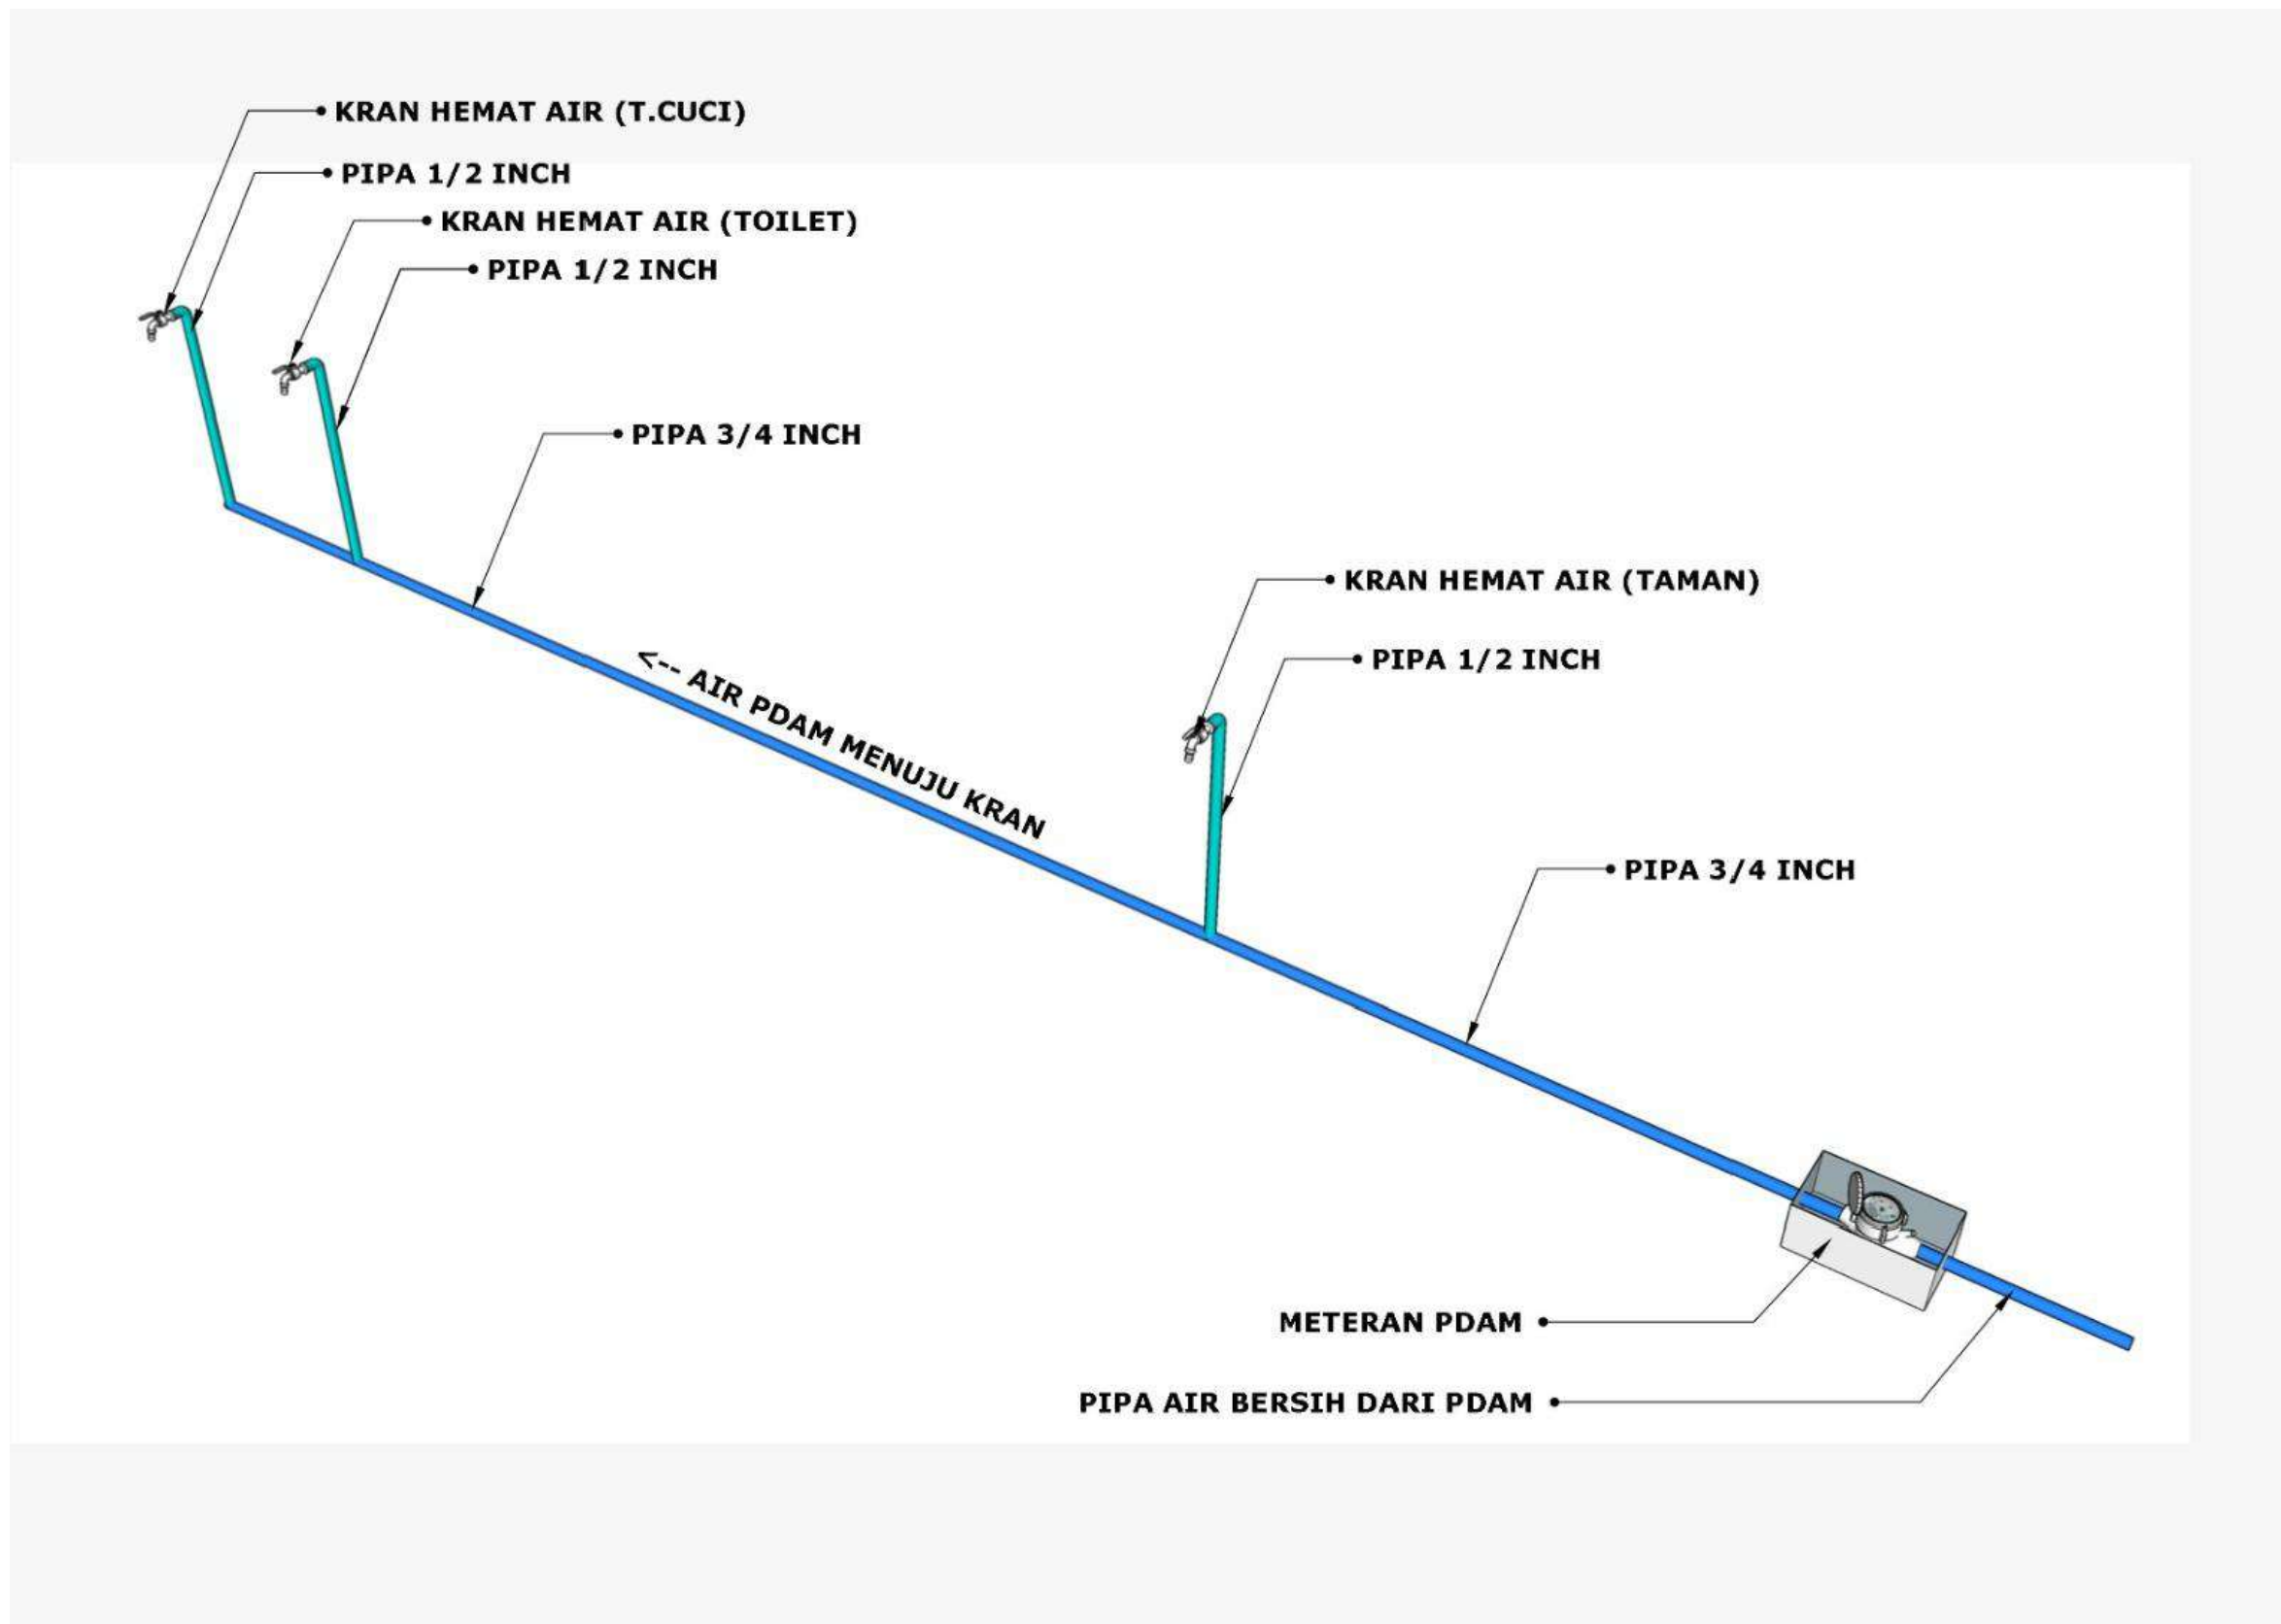 KRAN HEMAT AIR (T.CUCI)
PIPA 1/2 INCH
KRAN HEMAT AIR (TOILET)
PIPA 1/2 INCH
PIPA 3/4 INCH
<-- AIR PDAM MENUJU KRAN
KRAN HEMAT AIR (TAMAN)
PIPA 1/2 INCH
PIPA 3/4 INCH
METERAN PDAM
PIPA AIR BERSIH DARI PDAM